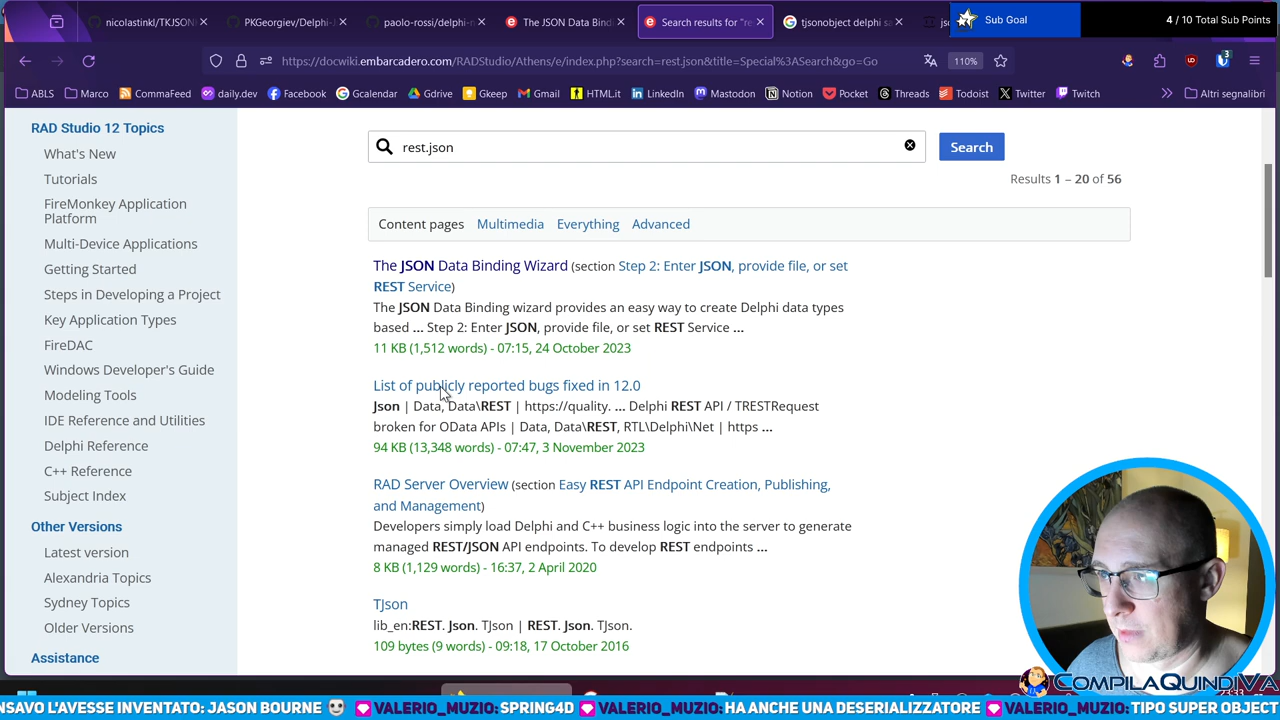 nicolastinkl/TKJSONK
PKGeorgiev/Delphi-J
paolo-rossi/delphi-n
The JSON Data Bindi
Search results for "re
tjsonobject delphi sa
Sub Goal
4 / 10 Total Sub Points
https://docwiki.embarcadero.com/RADStudio/Athens/e/index.php?search=rest.json&title=Special%3ASearch&go=Go
110%
3
ABLS
Marco
CommaFeed
daily.dev
Facebook
Gcalendar
Gdrive
Gkeep
Gmail
HTML.it
LinkedIn
Mastodon
Notion
Pocket
Threads
Todoist
Twitter
Twitch
Altri segnalibri
RAD Studio 12 Topics
What's New
Tutorials
FireMonkey Application
Platform
Multi-Device Applications
Getting Started
Steps in Developing a Project
Key Application Types
FireDAC
Windows Developer's Guide
Modeling Tools
IDE Reference and Utilities
Delphi Reference
C++ Reference
Subject Index
Other Versions
Latest version
Alexandria Topics
Sydney Topics
Older Versions
Assistance
rest.json
Search
Results 1 – 20 of 56
Content pages
Multimedia
Everything
Advanced
The JSON Data Binding Wizard (section Step 2: Enter JSON, provide file, or set
REST Service)
The JSON Data Binding wizard provides an easy way to create Delphi data types
based ... Step 2: Enter JSON, provide file, or set REST Service ...
11 KB (1,512 words) - 07:15, 24 October 2023
List of publicly reported bugs fixed in 12.0
Json | Data, Data\REST | https://quality. ... Delphi REST API / TRESTRequest
broken for OData APIs | Data, Data\REST, RTL\Delphi\Net | https ...
94 KB (13,348 words) - 07:47, 3 November 2023
RAD Server Overview (section Easy REST API Endpoint Creation, Publishing,
and Management)
Developers simply load Delphi and C++ business logic into the server to generate
managed REST/JSON API endpoints. To develop REST endpoints ...
8 KB (1,129 words) - 16:37, 2 April 2020
TJson
lib_en:REST. Json. TJson | REST. Json. TJson.
109 bytes (9 words) - 09:18, 17 October 2016
COMPILAQUINDIVA
NSAVO L'AVESSE INVENTATO: JASON BOURNE VALERIO_MUZIO: SPRING4D VALERIO_MUZIO: HA ANCHE UNA DESERIALIZZATORE VALERIO_MUZIO: TIPO SUPER OBJECT